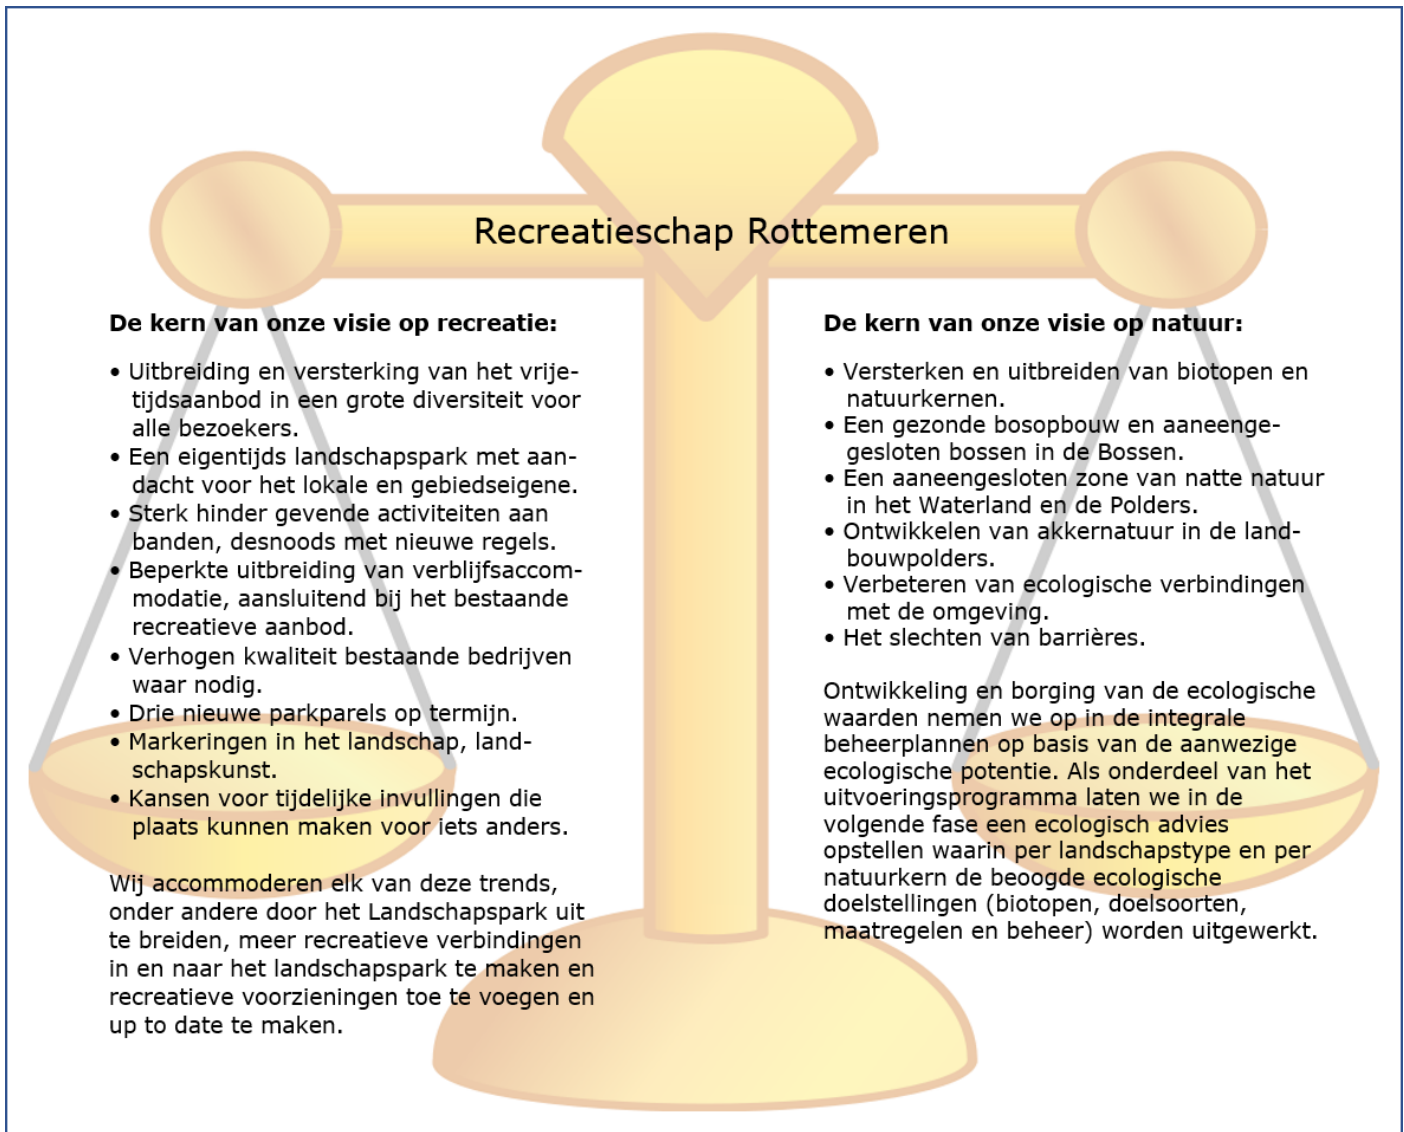 Recreatieschap Rottemeren
De kern van onze visie op recreatie:
• Uitbreiding en versterking van het vrije-
tijdsaanbod in een grote diversiteit voor
alle bezoekers.
• Een eigentijds landschapspark met aan-
dacht voor het lokale en gebiedseigene.
• Sterk hinder gevende activiteiten aan
banden, desnoods met nieuwe regels.
• Beperkte uitbreiding van verblijfsaccom-
modatie, aansluitend bij het bestaande
recreatieve aanbod.
• Verhogen kwaliteit bestaande bedrijven
waar nodig.
• Drie nieuwe parkparels op termijn.
• Markeringen in het landschap, land-
schapskunst.
• Kansen voor tijdelijke invullingen die
plaats kunnen maken voor iets anders.
Wij accommoderen elk van deze trends,
onder andere door het Landschapspark uit
te breiden, meer recreatieve verbindingen
in en naar het landschapspark te maken en
recreatieve voorzieningen toe te voegen en
up to date te maken.
De kern van onze visie op natuur:
• Versterken en uitbreiden van biotopen en
natuurkernen.
• Een gezonde bosopbouw en aaneenge-
gesloten bossen in de Bossen.
• Een aaneengesloten zone van natte natuur
in het Waterland en de Polders.
• Ontwikkelen van akkernatuur in de land-
bouwpolders.
• Verbeteren van ecologische verbindingen
met de omgeving.
• Het slechten van barrières.
Ontwikkeling en borging van de ecologische
waarden nemen we op in de integrale
beheerplannen op basis van de aanwezige
ecologische potentie. Als onderdeel van het
uitvoeringsprogramma laten we in de
volgende fase een ecologisch advies
opstellen waarin per landschapstype en per
natuurkern de beoogde ecologische
doelstellingen (biotopen, doelsoorten,
maatregelen en beheer) worden uitgewerkt.